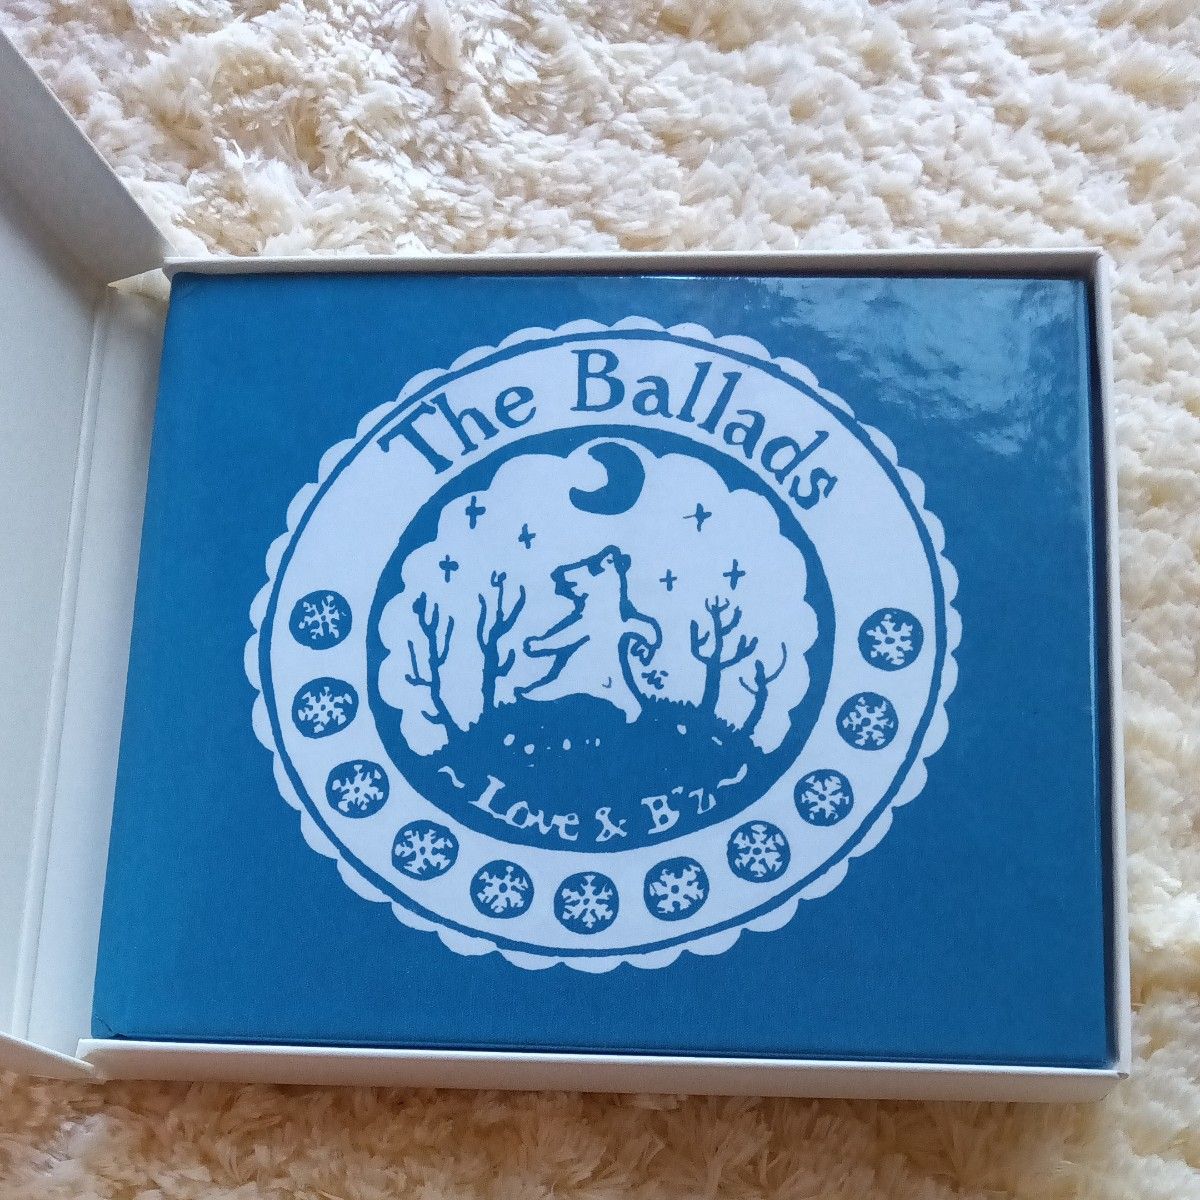 The Ballads
~Love & B'z~